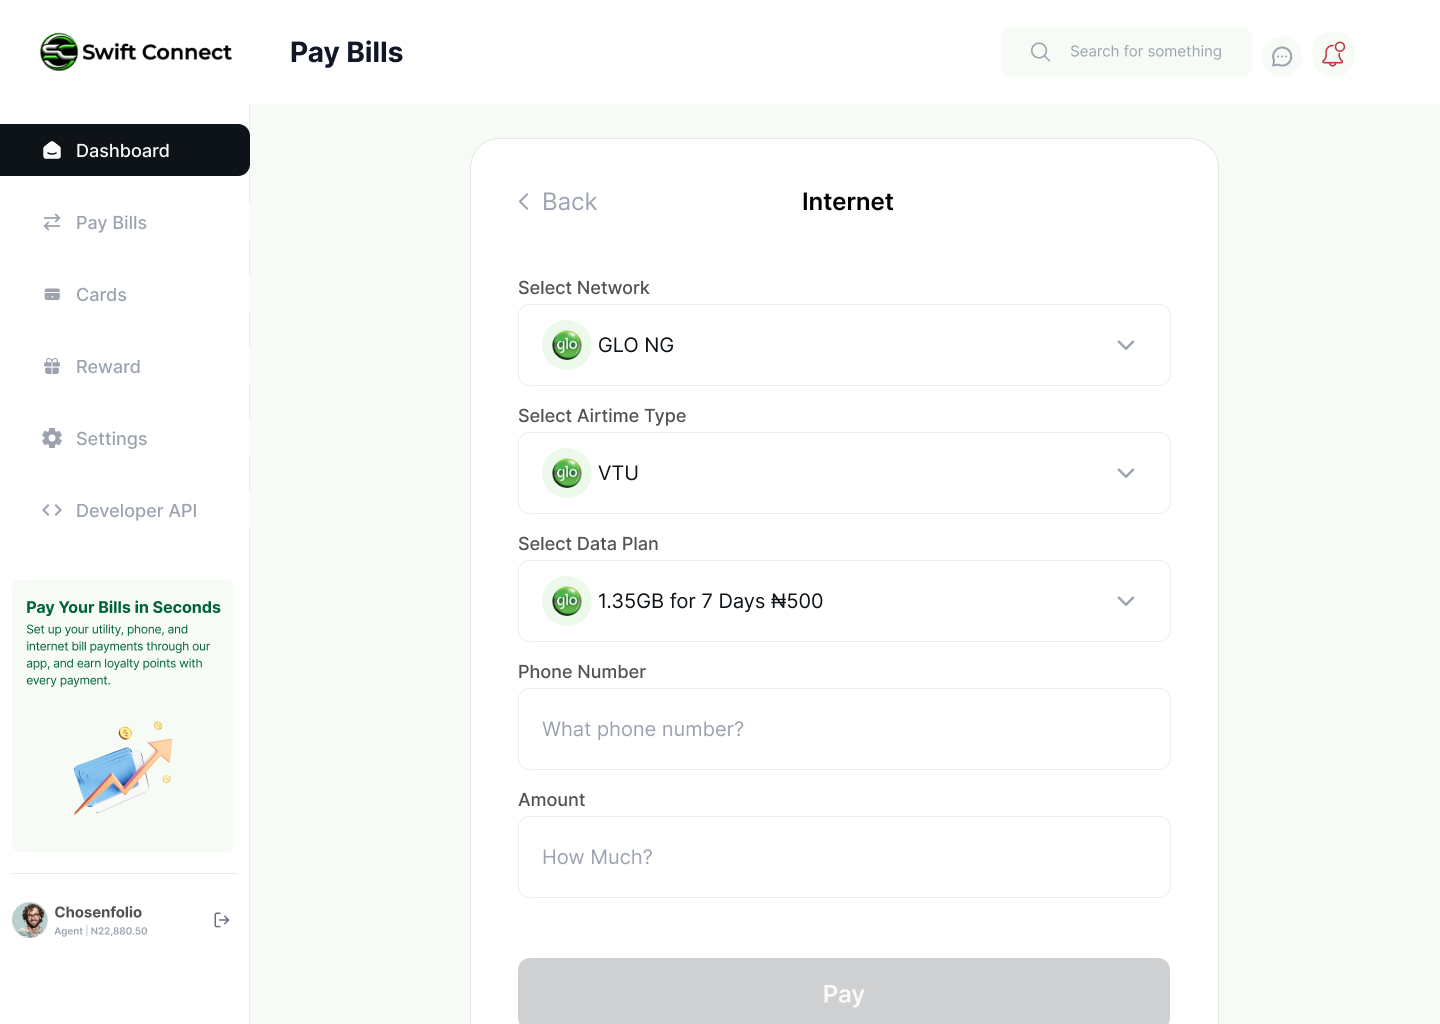 Swift Connect
Pay Bills
Search for something
Dashboard
Pay Bills
Cards
Reward
Settings
Developer API
Pay Your Bills in Seconds
Set up your utility, phone, and
internet bill payments through our
app, and earn loyalty points with
every payment.
Chosenfolio
Agent | N22,880.50
Back
Internet
Select Network
glo GLO NG
Select Airtime Type
glo VTU
Select Data Plan
glo 1.35GB for 7 Days ₦500
Phone Number
What phone number?
Amount
How Much?
Pay